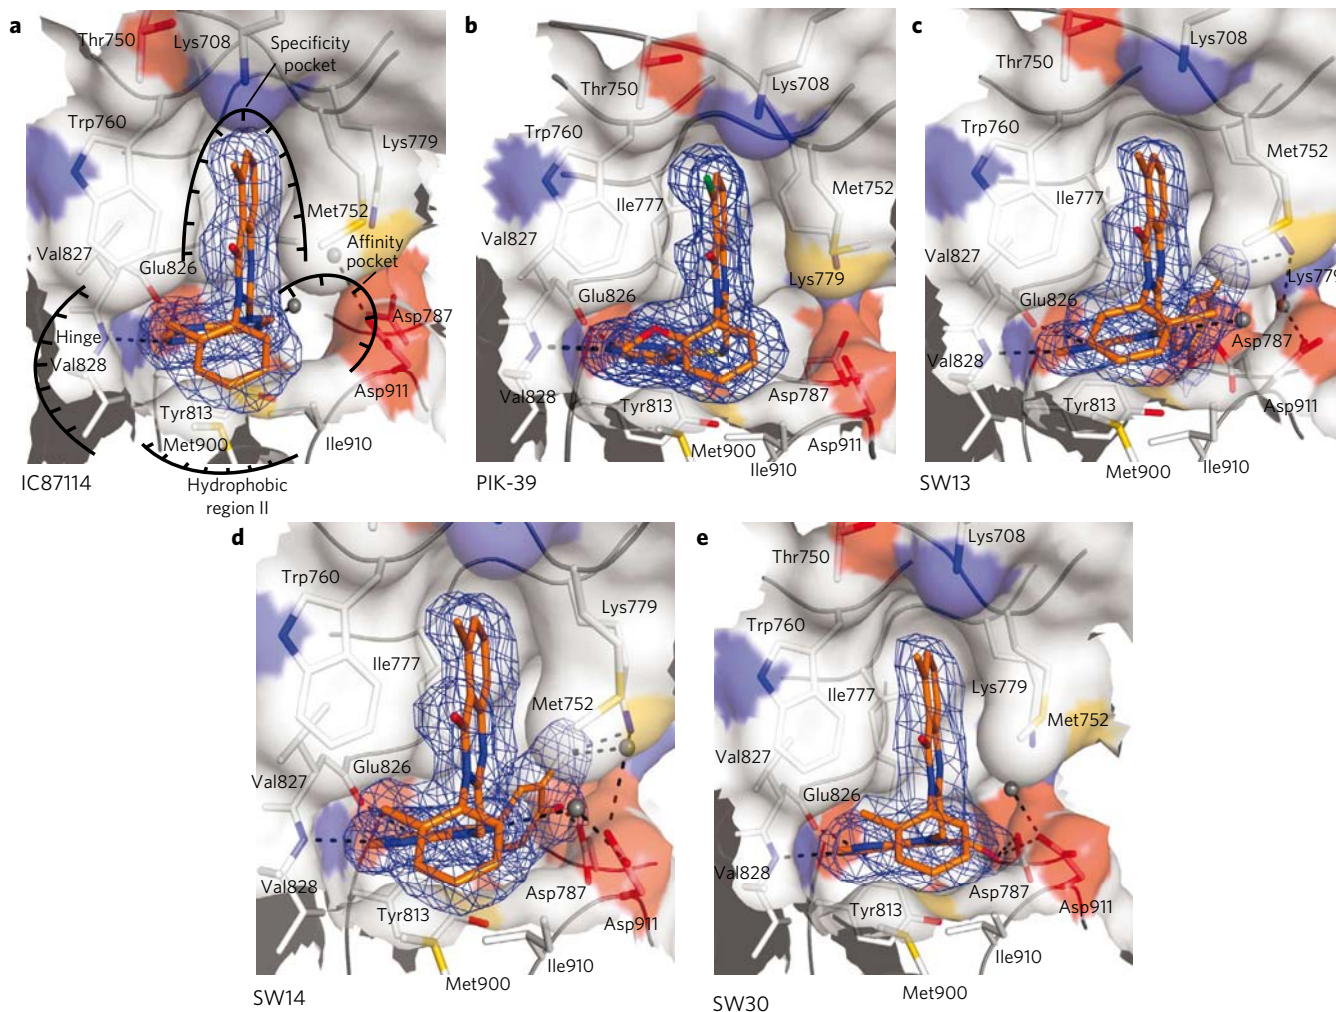 a
Thr750
Lys708
Specificity
pocket
Trp760
Lys779
Met752
Val827
Affinity
pocket
Glu826
Hinge
Asp787
Val828
Asp911
Tyr813
Met900
Ile910
IC87114
Hydrophobic
region II
b
Thr750
Lys708
Trp760
Ile777
Met752
Val827
Lys779
Glu826
Val828
Tyr813
Asp787
Met900
Asp911
Ile910
PIK-39
c
Lys708
Thr750
Trp760
Met752
Ile777
Val827
Lys779
Glu826
Asp787
Val828
Tyr813
Asp911
Met900
Ile910
SW13
d
Trp760
Lys779
Ile777
Met752
Val827
Glu826
Val828
Asp787
Tyr813
Asp911
Ile910
Met900
SW14
e
Lys708
Thr750
Trp760
Ile777
Lys779
Met752
Val827
Glu826
Val828
Asp787
Tyr813
Asp911
Ile910
Met900
SW30